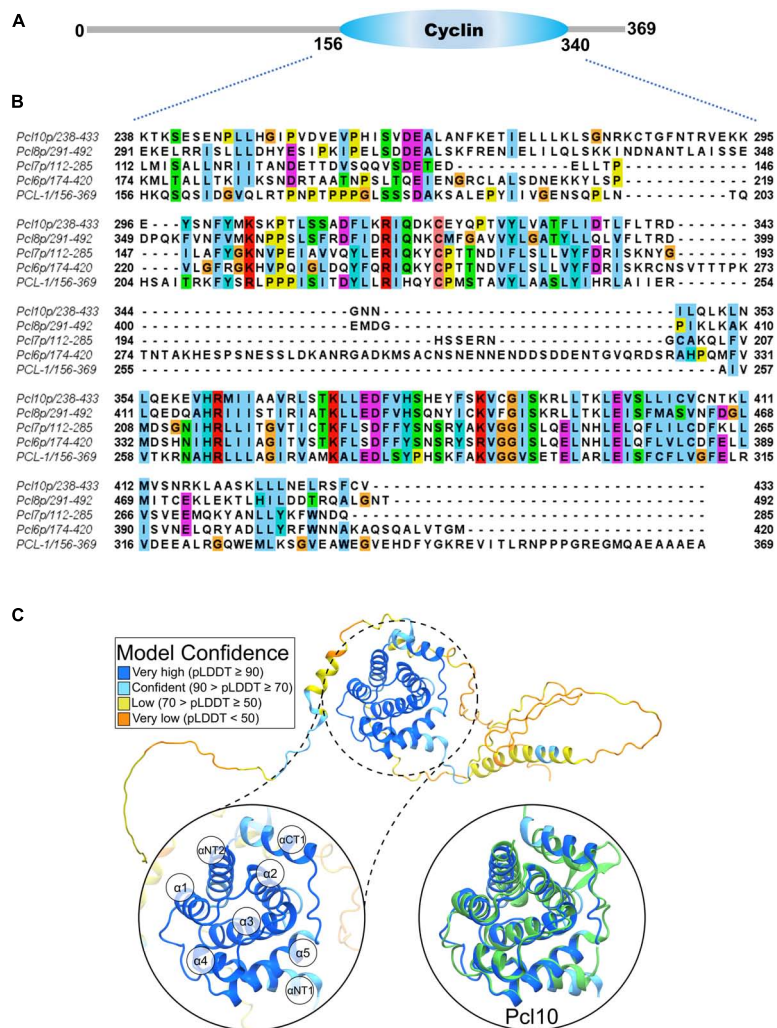 A
0
Cyclin
369
156
340
B
Pcl10p/238-433 238 KTKSESENPLLHGIPVDVEVPHISVDEALANFKETIELLLKLSGNRKCTGFNTRVEKK 295
Pcl8p/291-492 291 EKELRRISLLLDHYESIPKIPELSDDEALSKFRENIELILQLSKKINDNANTLAISSE 348
Pcl7p/112-285 112 LMISALLNRIITANDETTDVSQQVSDETED-----------ELLTP------------ 146
Pcl6p/174-420 174 KMLTALLTKIIKSNDRTAATNPSLTQEIENGRCLALSDNEKKYLSP------------ 219
PCL-1/156-369 156 HKQSQSIDGVQLRTPNPTPPPGLSSSDAKSALEPYIIVGENSQPLN----------TQ 203
Pcl10p/238-433 296 E---YSNFYMKSKPTLSSADFLKRIQDKCEYQPTVYLVATFLIDTLFLTRD------- 343
Pcl8p/291-492 349 DPQKFVNFVMKNPPSLSFRDFIDRIQNKCMFGAVVYLGATYLLQLVFLTRD------- 399
Pcl7p/112-285 147 ----ILAFYGKNVPEIAVVQYLERIQKYCPTTNDIFLSLLVYFDRISKNYG------- 193
Pcl6p/174-420 220 ----VLGFRGKHVPQIGLDQYFQRIQKYCPTTNDVFLSLLVYFDRISKRCNSVTTTPK 273
PCL-1/156-369 204 HSAITRKFYSRLPPPISITDYLLRIHQYCPMSTAVYLAASLYIHRLAIIER------- 254
Pcl10p/238-433 344 --------------------GNN----------------------------ILQLKLN 353
Pcl8p/291-492 400 --------------------EMDG---------------------------PIKLKAK 410
Pcl7p/112-285 194 ----------------------------HSSERN----------------GCAKQLFV 207
Pcl6p/174-420 274 TNTAKHESPSNESSLDKANRGADKMSACNSNENNENDDSDDENTGVQRDSRAHPQMFV 331
PCL-1/156-369 255 -------------------------------------------------------AIV 257
Pcl10p/238-433 354 LQEKEVHRMIIAAVRLSTKLLEDFVHSHEYFSKVCGISKRLLTKLEVSLLICVCNTKL 411
Pcl8p/291-492 411 LQEDQAHRIIISTIRIATKLLEDFVHSQNYICKVFGISKRLLTKLEISFMASVNFDGL 468
Pcl7p/112-285 208 MDSGNIHRLLITGVTICTKFLSDFFYSNSRYAKVGGISLQELNHLELQFLILCDFKLL 265
Pcl6p/174-420 332 MDSHNIHRLIIAGITVSTKFLSDFFYSNSRYSRVGGISLQELNHLELQFLVLCDFELL 389
PCL-1/156-369 258 VTKRNAHRLLLAGIRVAMKALEDLSYPHSKFAKVGGVSETELARLEISFCFLVGFELR 315
Pcl10p/238-433 412 MVSNRKLAASKLLLNELRSFCV-------------------------------- 433
Pcl8p/291-492 469 MITCEKLEKTLHILDDTRQALGNT------------------------------ 492
Pcl7p/112-285 266 VSVEEMQKYANLLYKFWNDQ---------------------------------- 285
Pcl6p/174-420 390 ISVNELQRYADLLYRFWNNAKAQSQALVTGM----------------------- 420
PCL-1/156-369 316 VDEEALRGQWEMLKSGVEAWEGVEHDFYGKREVITLRNPPPGREGMQAEAAAEA 369
C
Model Confidence
Very high (pLDDT ≥ 90)
Confident (90 > pLDDT ≥ 70)
Low (70 > pLDDT ≥ 50)
Very low (pLDDT < 50)
αNT2
αCT1
α1
α2
α3
α4
α5
αNT1
Pcl10